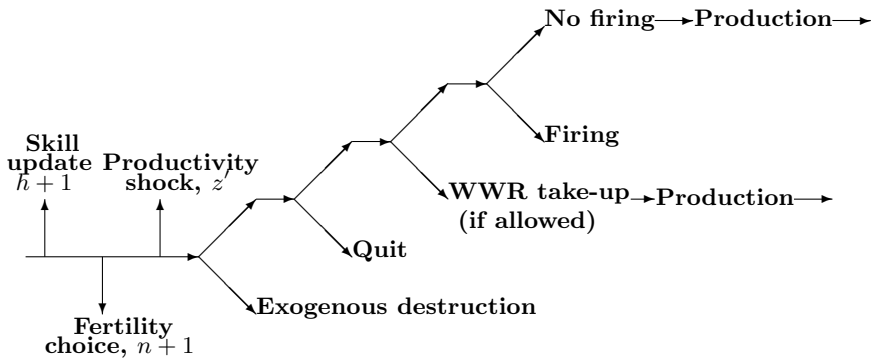 No firing
Production
Firing
Skill
update
h + 1
Productivity
shock, z′
WWR take-up
(if allowed)
Production
Quit
Exogenous destruction
Fertility
choice, n + 1